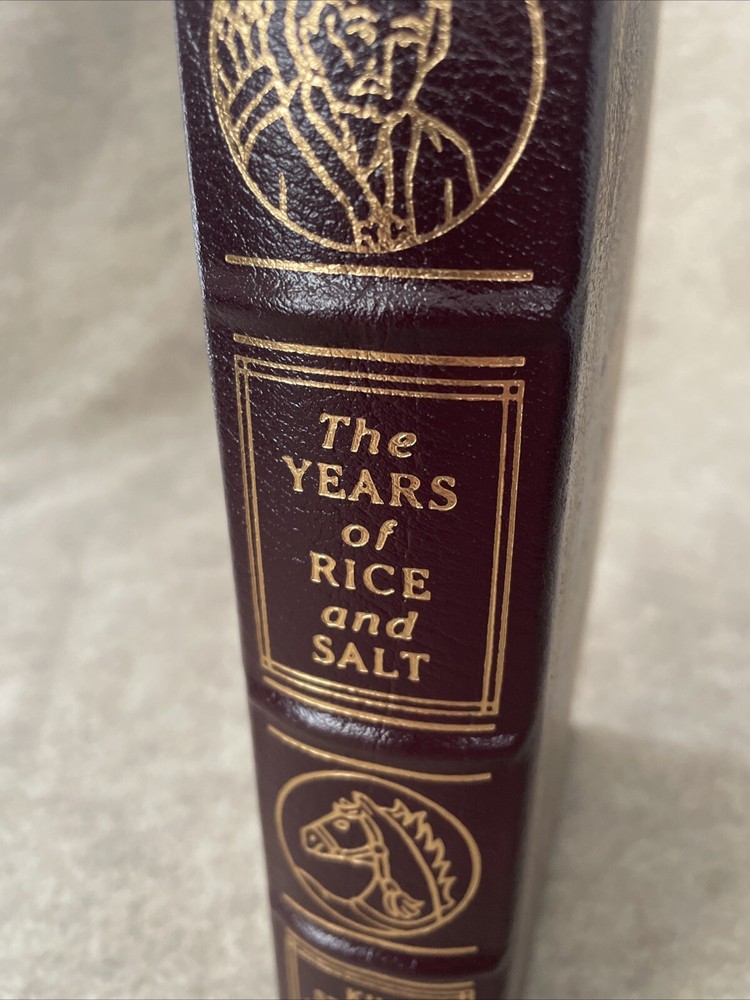 The
YEARS
of
RICE
and
SALT